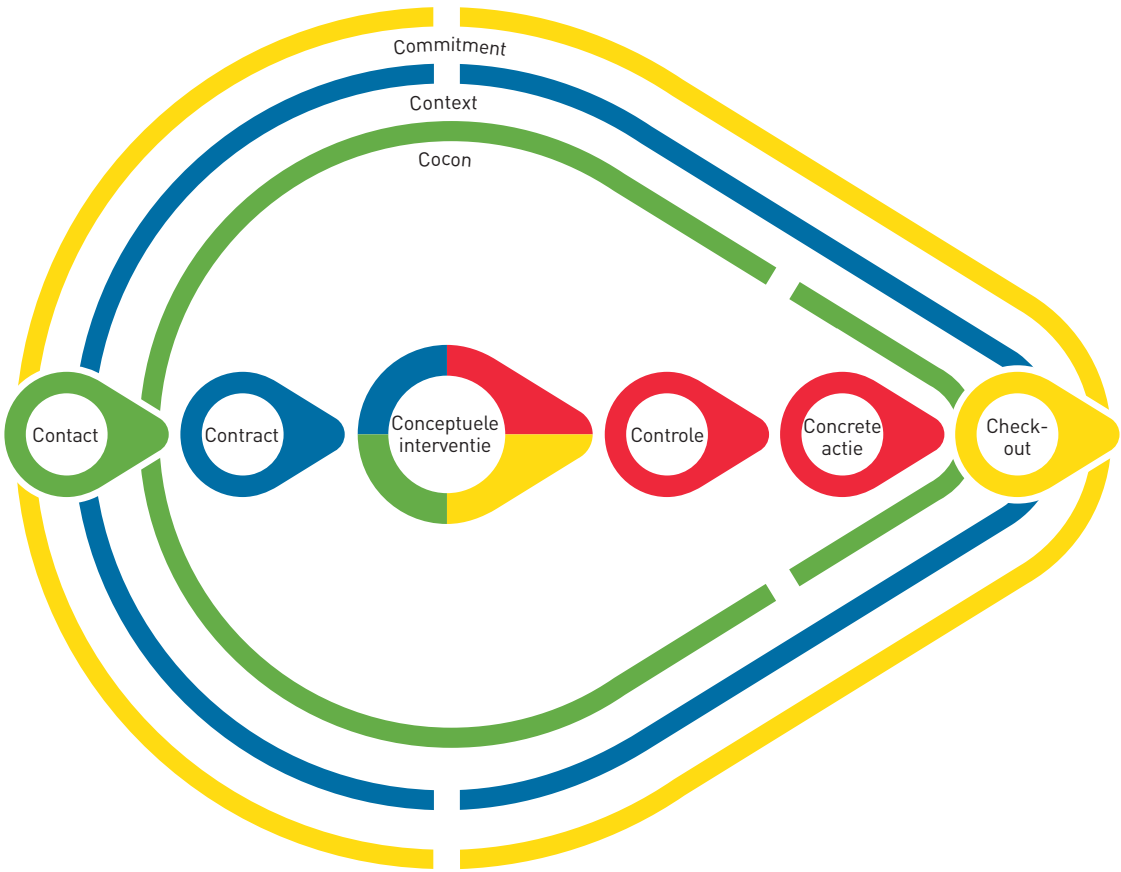 Commitment
Context
Cocon
Contact
Contract
Conceptuele
interventie
Controle
Concrete
actie
Check-
out